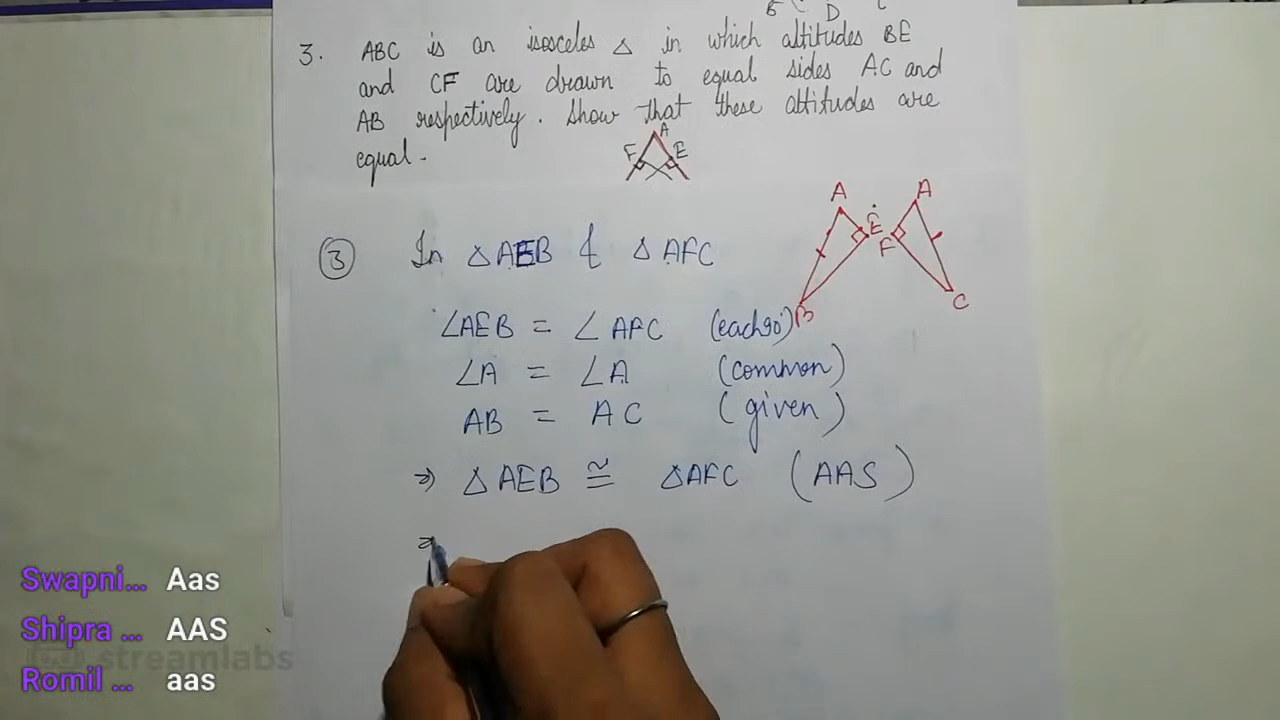 B D C
3. ABC is an isosceles △ in which altitudes BE
and CF are drawn to equal sides AC and
AB respectively. Show that these altitudes are
equal.
A
F E
A A
E F
B C
③ In △AEB & △AFC
∠AEB = ∠AFC (each 90°)
∠A = ∠A (common)
AB = AC (given)
⇒ △AEB ≅ △AFC (AAS)
⇒
Swapni... Aas
Shipra ... AAS
Romil ... aas
streamlabs